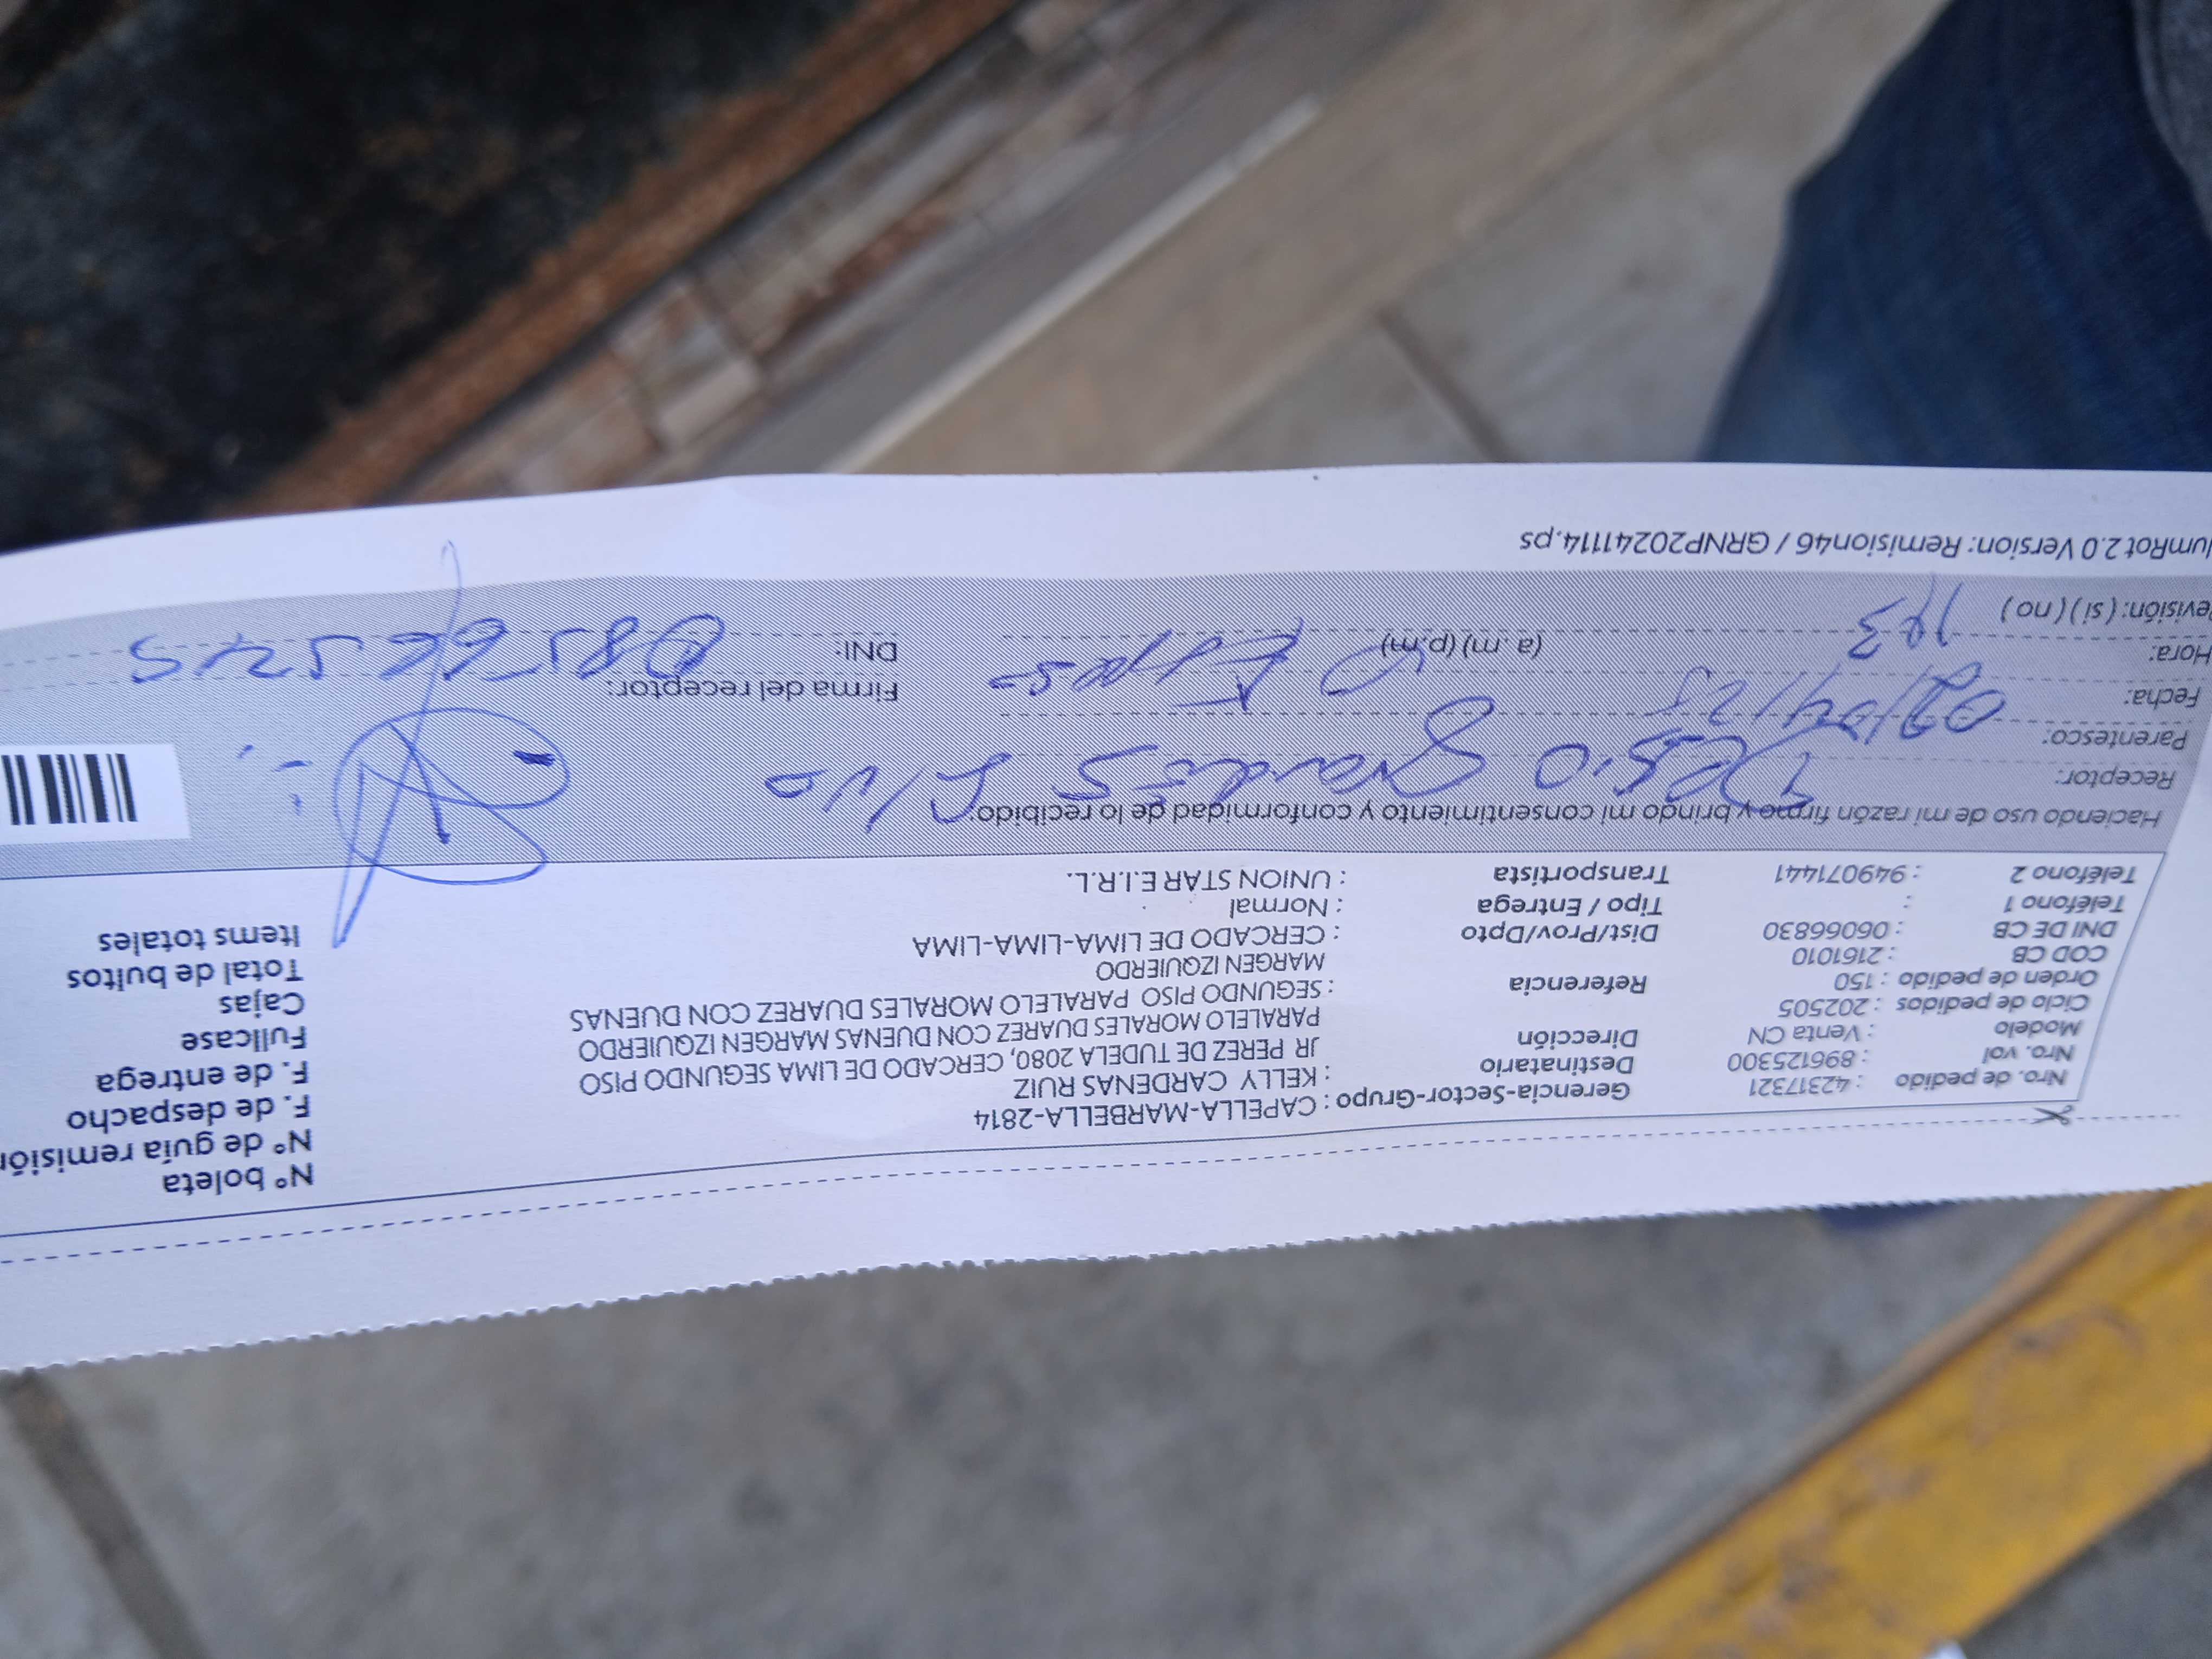 Nº boleta
Nº de guía remisión
F. de despacho
F. de entrega
Fullcase
Cajas
Total de bultos
Items totales
Nro. de pedido : 42317321
Nro. vol : 896125300
Modelo : Venta CN
Ciclo de pedidos : 202505
Orden de pedido : 150
COD CB : 2161010
DNI DE CB : 06066830
Teléfono 1 :
Teléfono 2 : 949071441
Gerencia-Sector-Grupo : CAPELLA-MARBELLA-2814
Destinatario : KELLY CARDENAS RUIZ
Dirección JR PEREZ DE TUDELA 2080, CERCADO DE LIMA SEGUNDO PISO
PARALELO MORALES DUAREZ CON DUENAS MARGEN IZQUIERDO
Referencia : SEGUNDO PISO PARALELO MORALES DUAREZ CON DUENAS
MARGEN IZQUIERDO
Dist/Prov/Dpto : CERCADO DE LIMA-LIMA-LIMA
Tipo / Entrega : Normal
Transportista : UNION STAR E.I.R.L.
Haciendo uso de mi razón firmo y brindo mi consentimiento y conformidad de lo recibido:
Receptor:
Parentesco: Esposo
Fecha: 02/04/25
Hora: (a.m) (p.m)
Firma del receptor:
DNI:
evisión: ( si ) ( no )
umRot 2.0 Version: Remision46 / GRNP20241114.ps